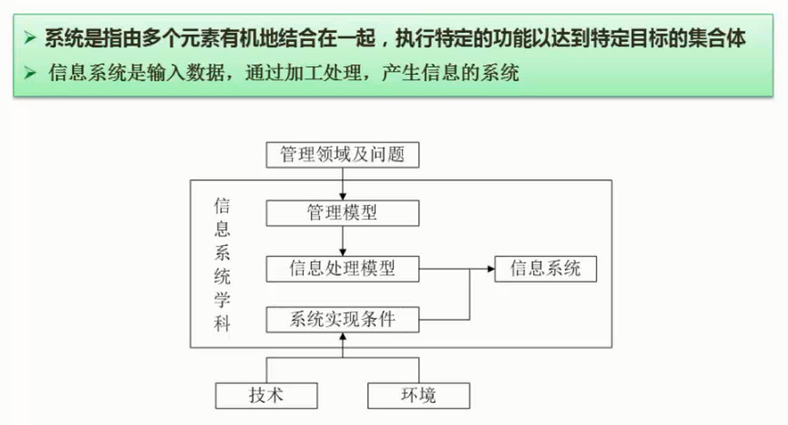 系统是指由多个元素有机地结合在一起，执行特定的功能以达到特定目标的集合体
信息系统是输入数据，通过加工处理，产生信息的系统
管理领域及问题
信息系统学科
管理模型
信息处理模型
信息系统
系统实现条件
技术
环境